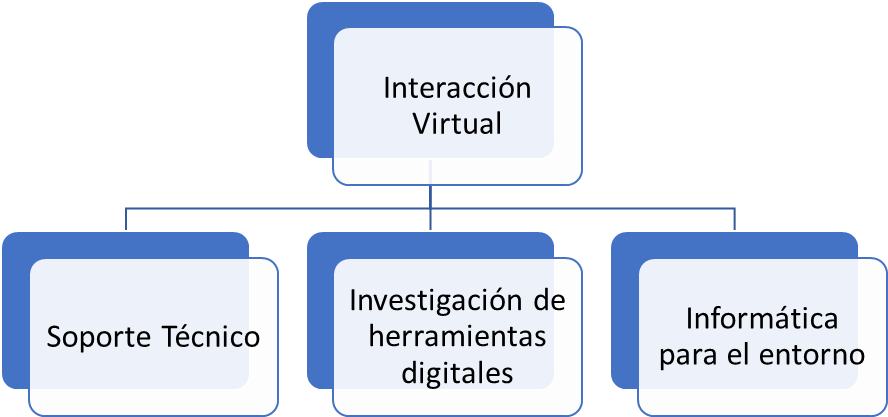 Interacción
Virtual
Soporte Técnico
Investigación de
herramientas
digitales
Informática
para el entorno